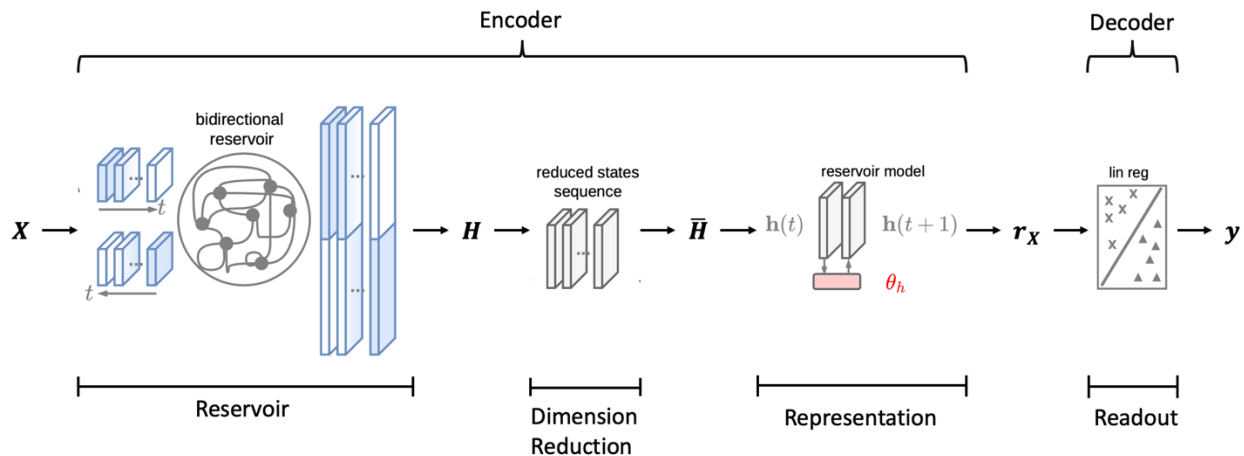 Encoder
Decoder
bidirectional
reservoir
...
...
t
...
t
...
reduced states
sequence
...
reservoir model
lin reg
X
H
H̄
h(t)
h(t + 1)
θ_h
r_X
x x
x x
x
y
Reservoir
Dimension
Reduction
Representation
Readout